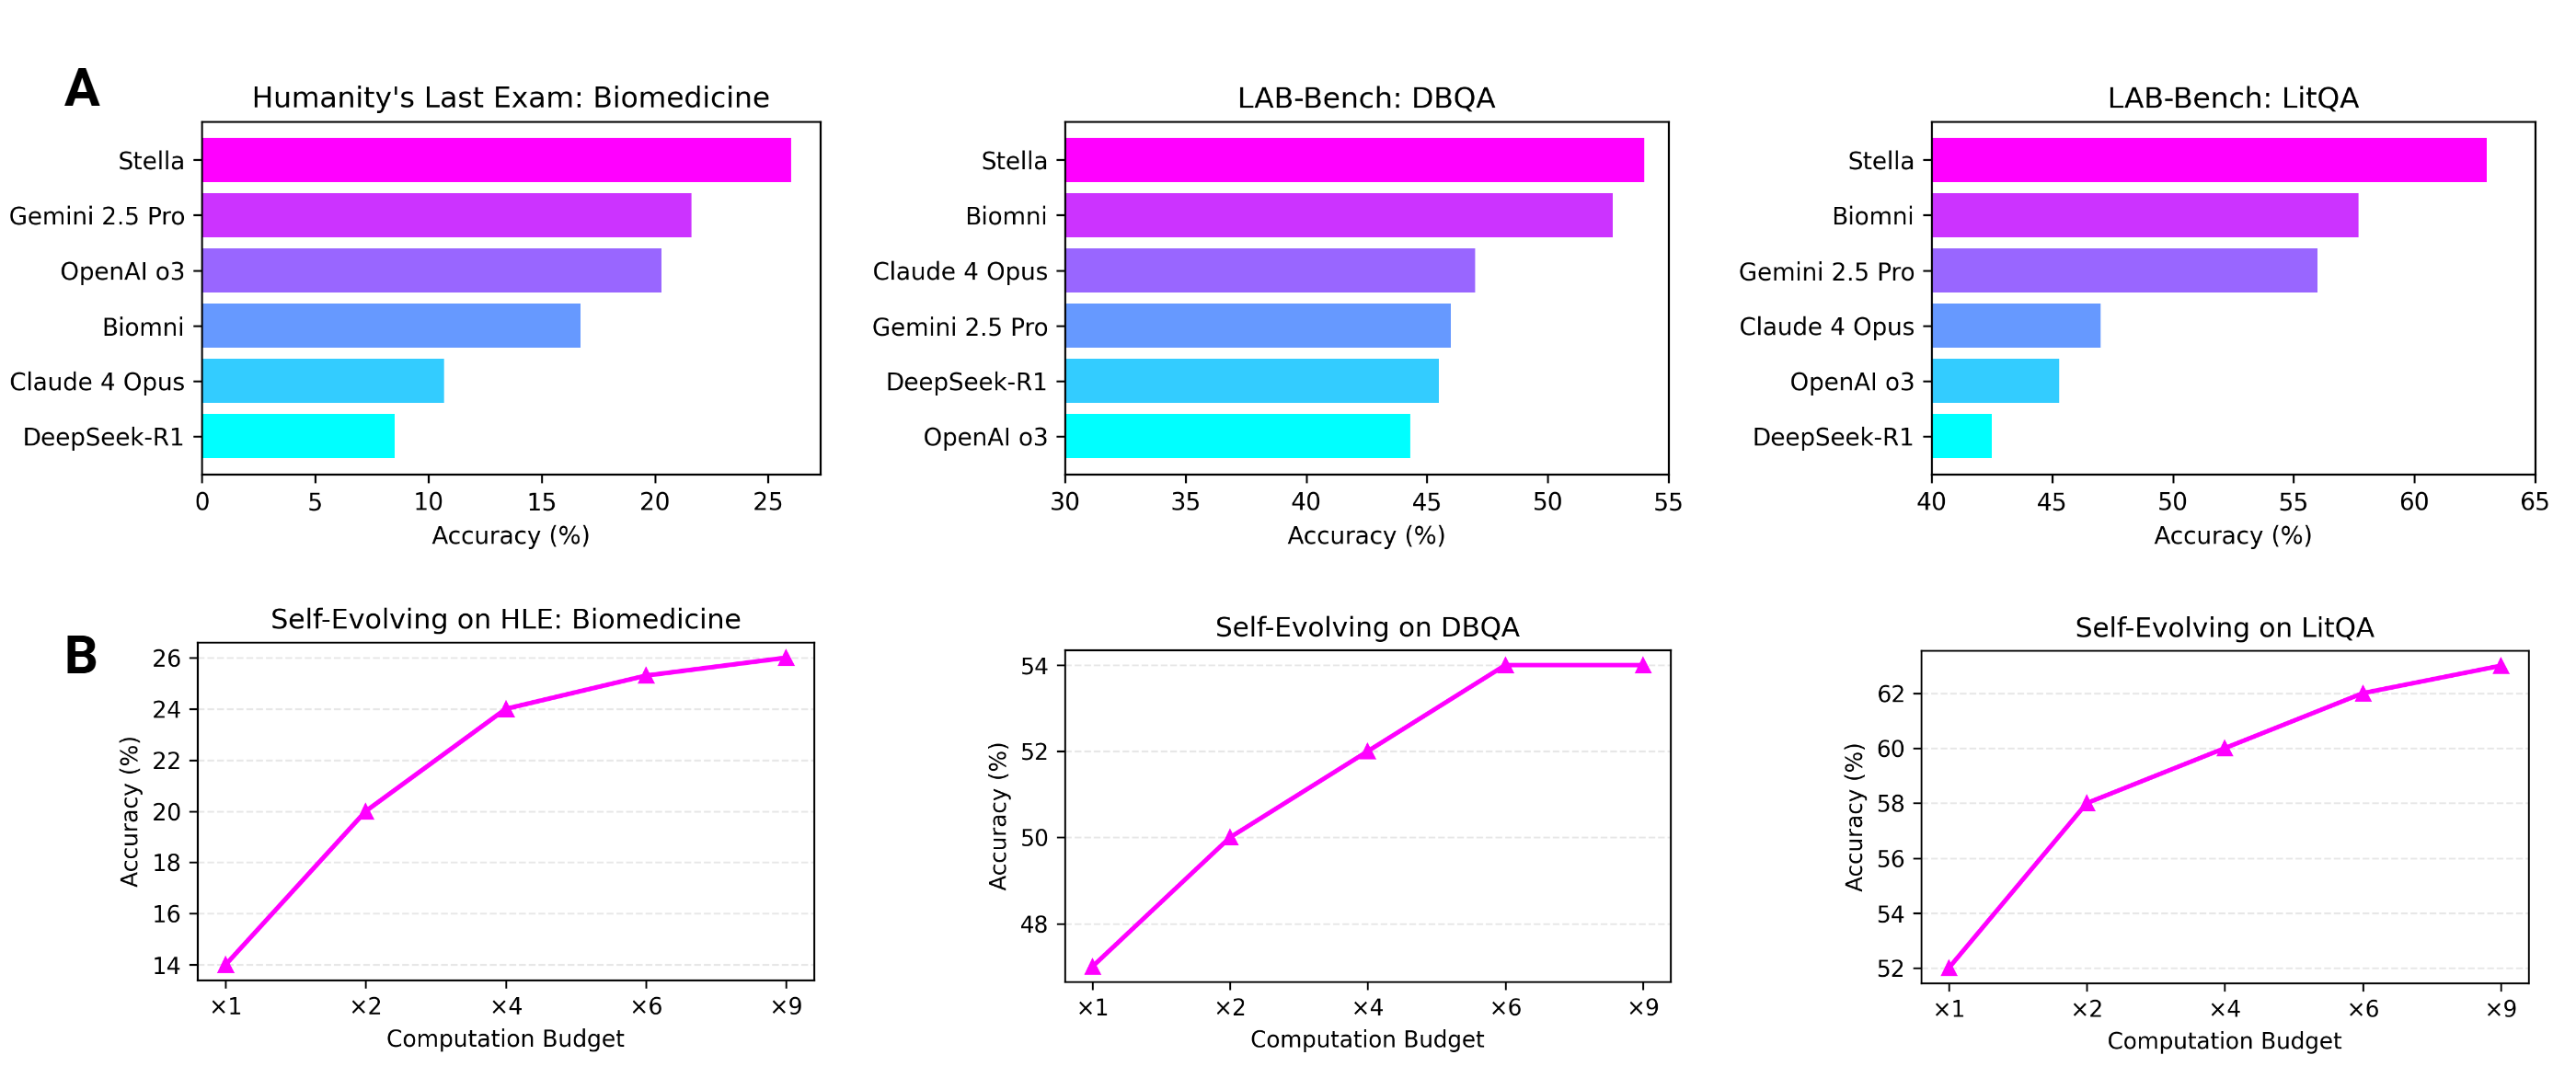 A
Humanity's Last Exam: Biomedicine
Stella
Gemini 2.5 Pro
OpenAI o3
Biomni
Claude 4 Opus
DeepSeek-R1
0 5 10 15 20 25
Accuracy (%)
LAB-Bench: DBQA
Stella
Biomni
Claude 4 Opus
Gemini 2.5 Pro
DeepSeek-R1
OpenAI o3
30 35 40 45 50 55
Accuracy (%)
LAB-Bench: LitQA
Stella
Biomni
Gemini 2.5 Pro
Claude 4 Opus
OpenAI o3
DeepSeek-R1
40 45 50 55 60 65
Accuracy (%)
B
Self-Evolving on HLE: Biomedicine
Accuracy (%)
26
24
22
20
18
16
14
×1 ×2 ×4 ×6 ×9
Computation Budget
Self-Evolving on DBQA
Accuracy (%)
54
52
50
48
×1 ×2 ×4 ×6 ×9
Computation Budget
Self-Evolving on LitQA
Accuracy (%)
62
60
58
56
54
52
×1 ×2 ×4 ×6 ×9
Computation Budget